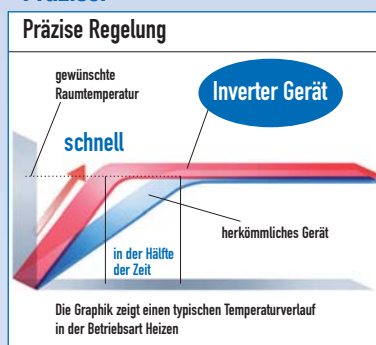 Präzise Regelung
gewünschte
Raumtemperatur
Inverter Gerät
schnell
herkömmliches Gerät
in der Hälfte
der Zeit
Die Graphik zeigt einen typischen Temperaturverlauf
in der Betriebsart Heizen